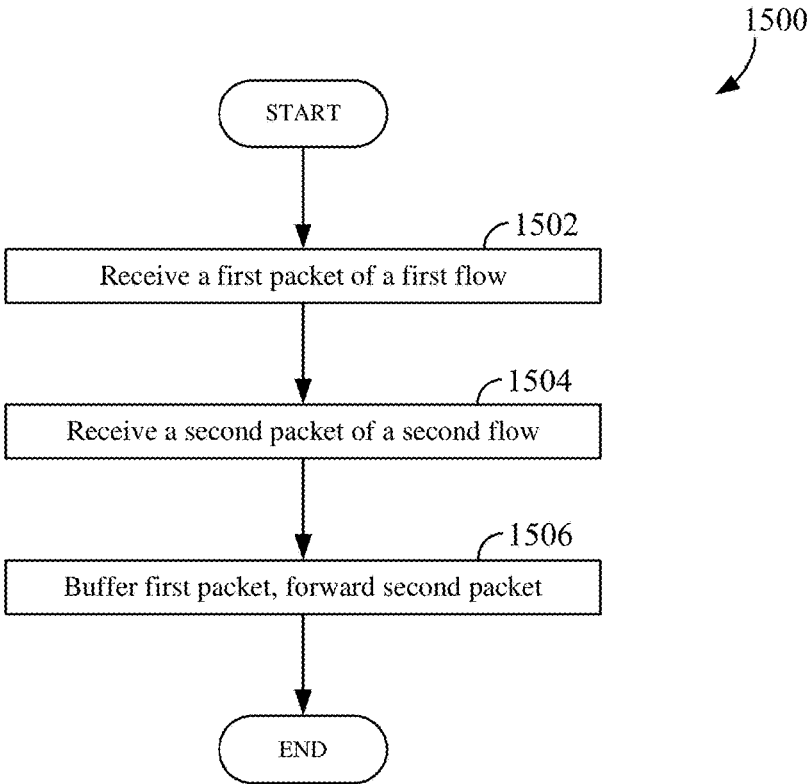 1500
START
1502
Receive a first packet of a first flow
1504
Receive a second packet of a second flow
1506
Buffer first packet, forward second packet
END